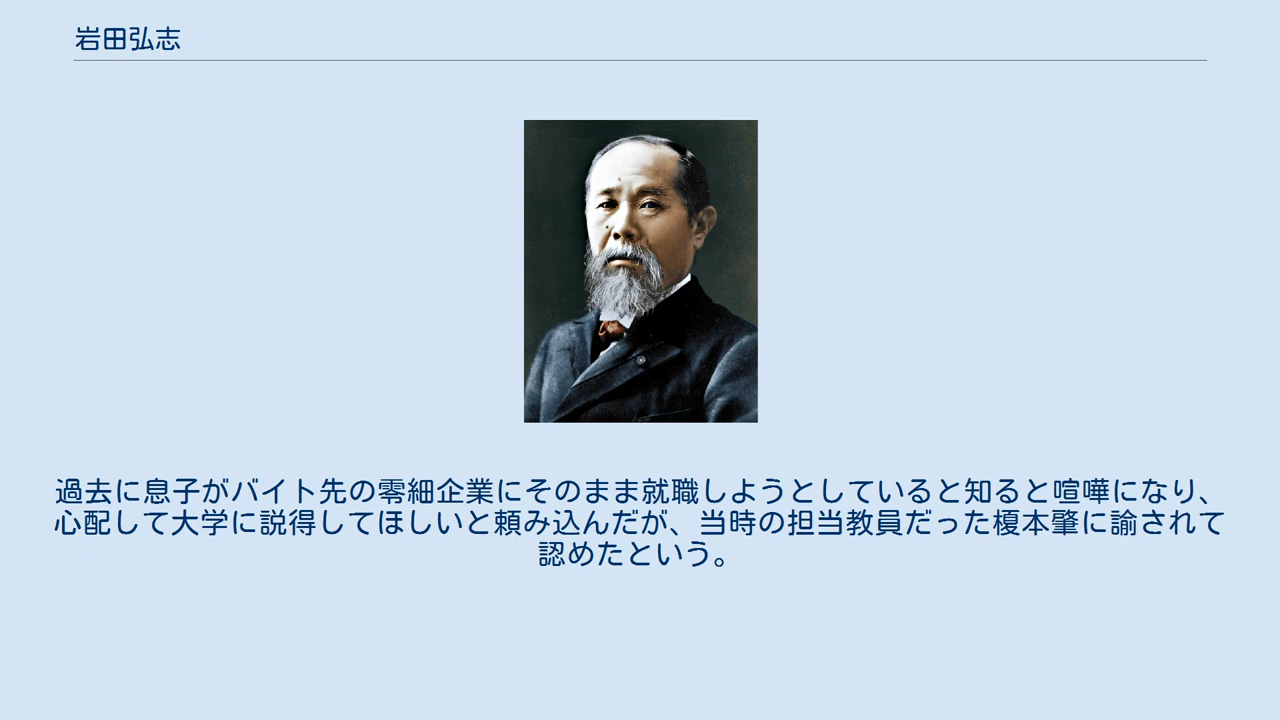 岩田弘志
過去に息子がバイト先の零細企業にそのまま就職しようとしていると知ると喧嘩になり、
心配して大学に説得してほしいと頼み込んだが、当時の担当教員だった榎本肇に諭されて
認めたという。